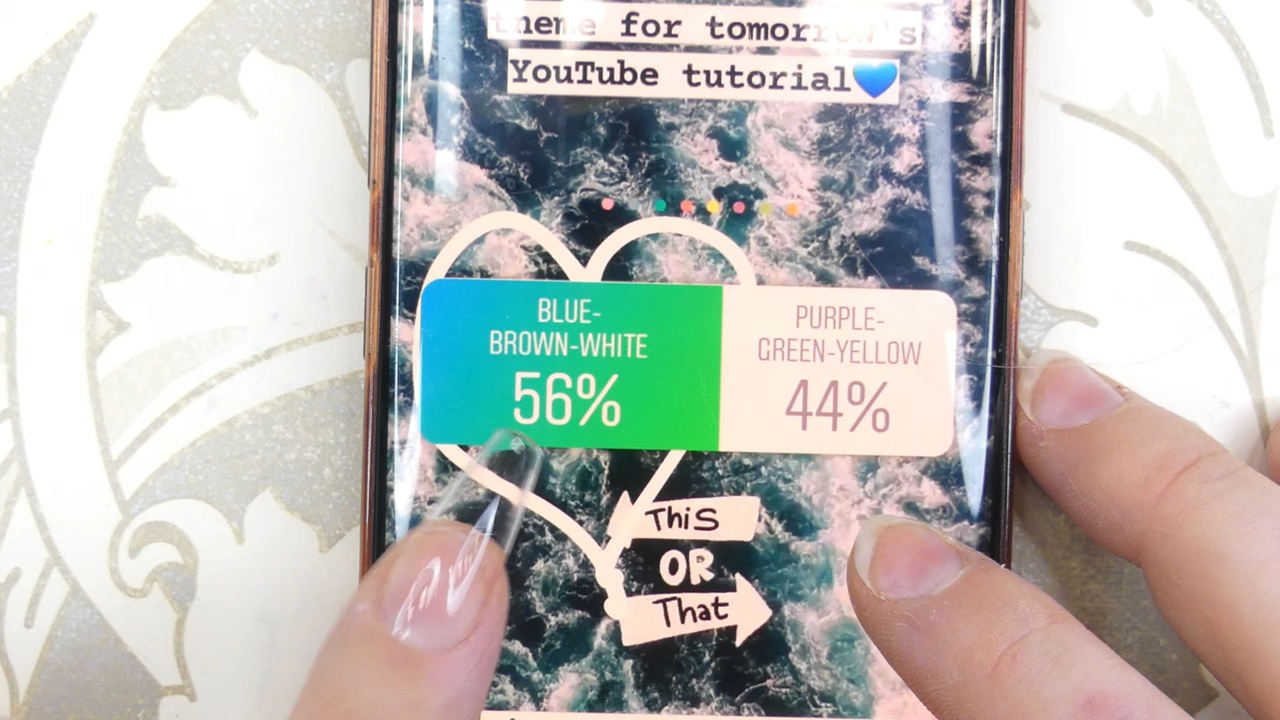 theme for tomorrow's
YouTube tutorial💙
BLUE-
BROWN-WHITE
56%
PURPLE-
GREEN-YELLOW
44%
This
OR
That